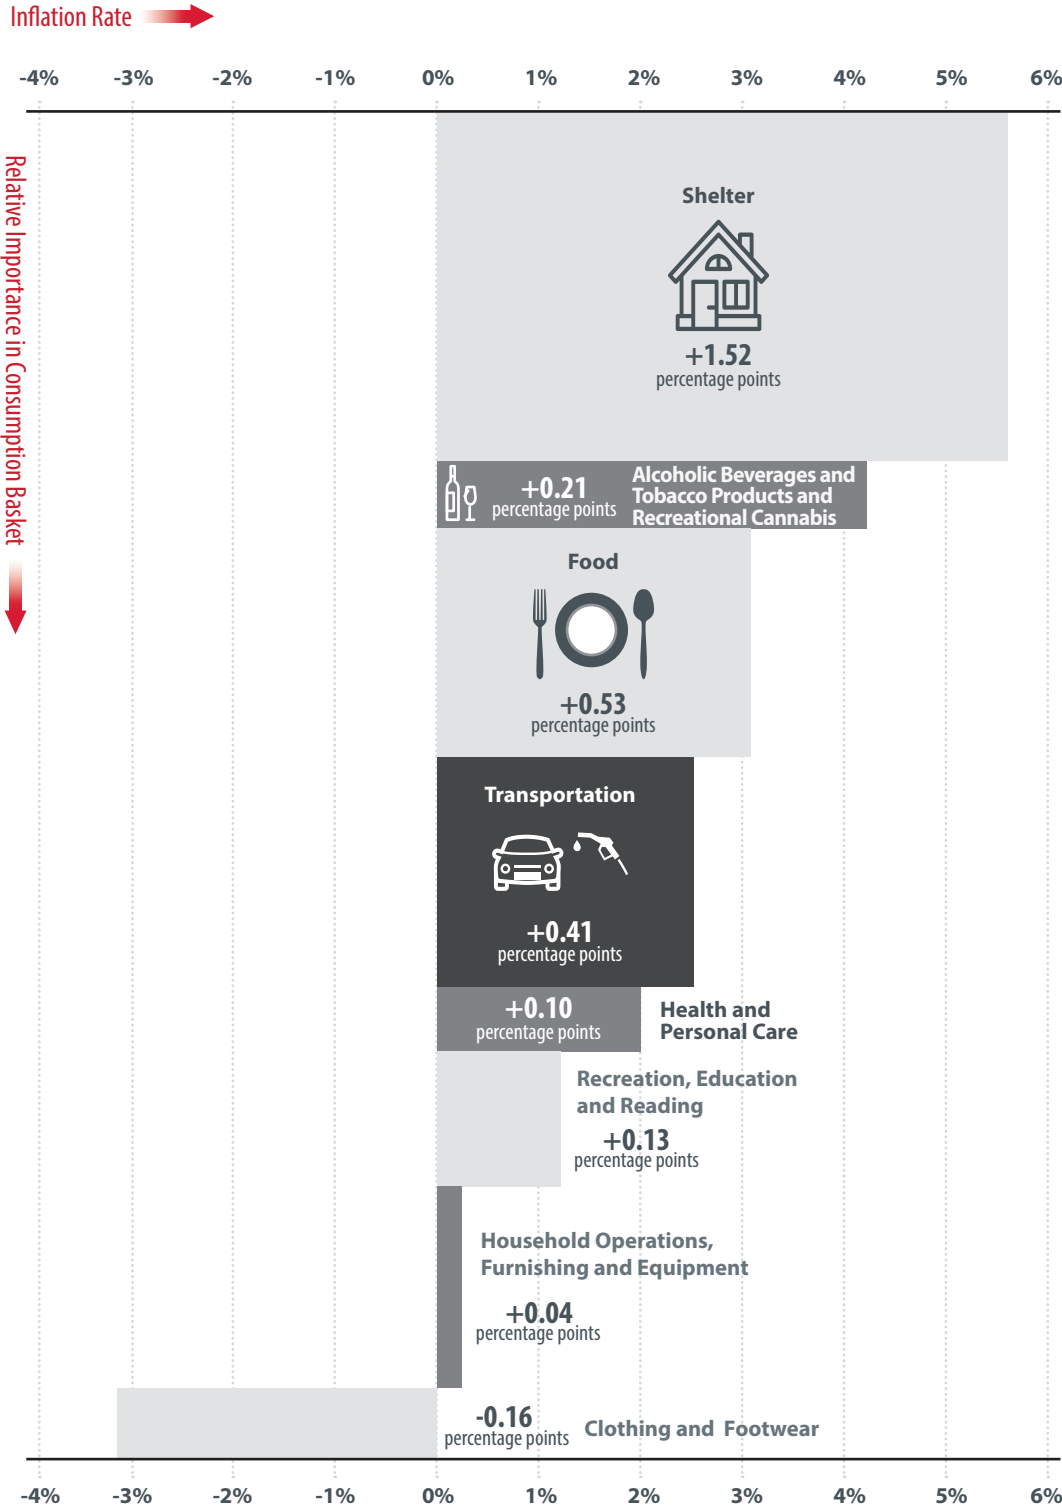 Inflation Rate
-4% -3% -2% -1% 0% 1% 2% 3% 4% 5% 6%
Relative Importance in Consumption Basket
Shelter
+1.52
percentage points
+0.21
percentage points
Alcoholic Beverages and
Tobacco Products and
Recreational Cannabis
Food
+0.53
percentage points
Transportation
+0.41
percentage points
+0.10
percentage points
Health and
Personal Care
Recreation, Education
and Reading
+0.13
percentage points
Household Operations,
Furnishing and Equipment
+0.04
percentage points
-0.16
percentage points
Clothing and Footwear
-4% -3% -2% -1% 0% 1% 2% 3% 4% 5% 6%